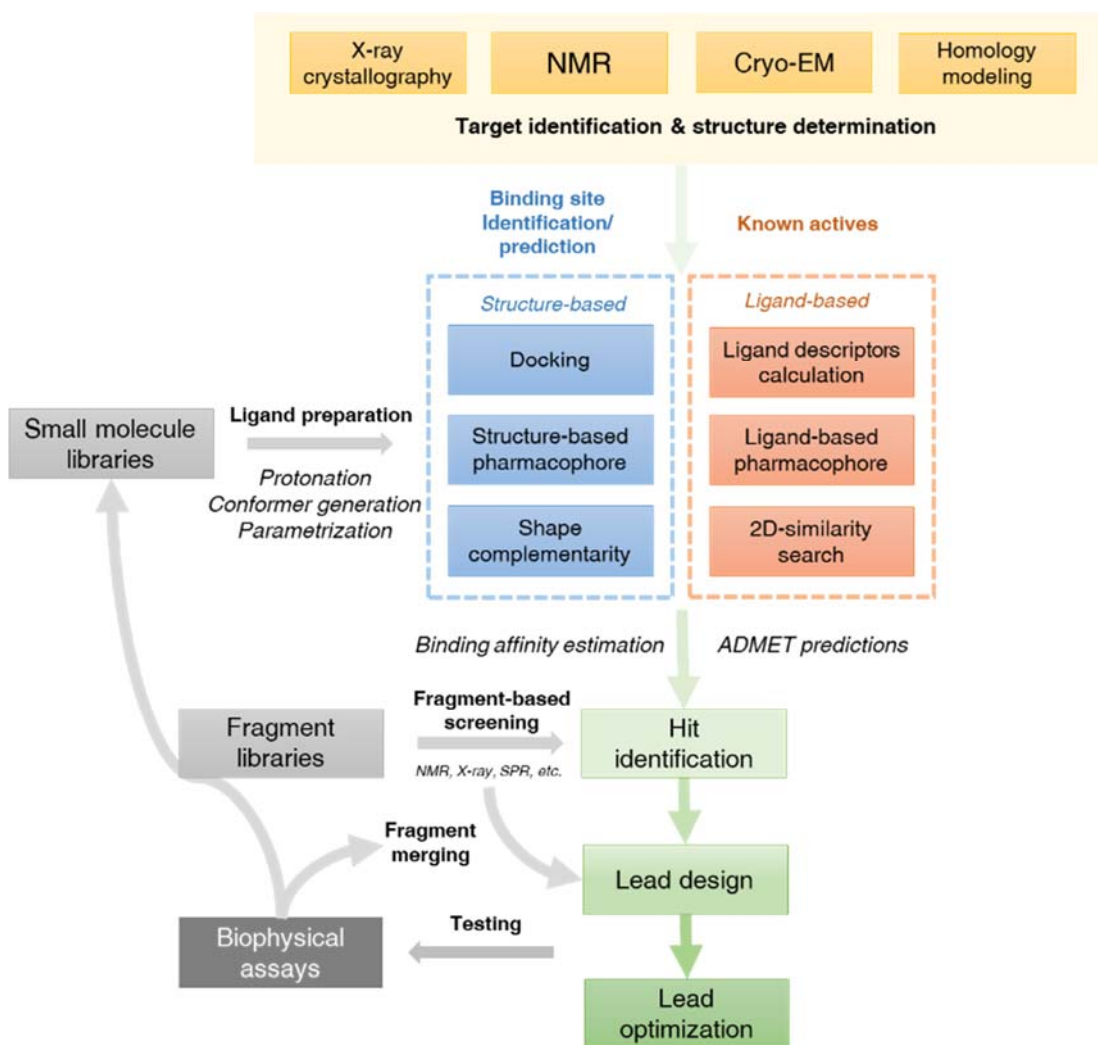 X-ray
crystallography
NMR
Cryo-EM
Homology
modeling
Target identification & structure determination
Binding site
Identification/
prediction
Known actives
Structure-based
Ligand-based
Docking
Ligand descriptors
calculation
Small molecule
libraries
Ligand preparation
Protonation
Conformer generation
Parametrization
Structure-based
pharmacophore
Ligand-based
pharmacophore
Shape
complementarity
2D-similarity
search
Binding affinity estimation
ADMET predictions
Fragment
libraries
Fragment-based
screening
NMR, X-ray, SPR, etc.
Hit
identification
Fragment
merging
Lead design
Biophysical
assays
Testing
Lead
optimization